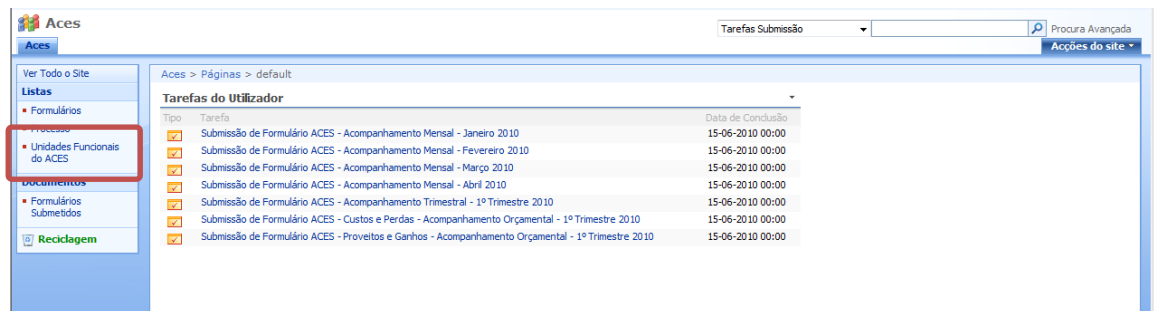 Aces
Tarefas Submissão
Procura Avançada
Aces
Acções do site
Ver Todo o Site
Aces > Páginas > default
Listas
Formulários
Processo
Unidades Funcionais
do ACES
Documentos
Formulários
Submetidos
Reciclagem
Tarefas do Utilizador
Tipo Tarefa Data de Conclusão
Submissão de Formulário ACES - Acompanhamento Mensal - Janeiro 2010 15-06-2010 00:00
Submissão de Formulário ACES - Acompanhamento Mensal - Fevereiro 2010 15-06-2010 00:00
Submissão de Formulário ACES - Acompanhamento Mensal - Março 2010 15-06-2010 00:00
Submissão de Formulário ACES - Acompanhamento Mensal - Abril 2010 15-06-2010 00:00
Submissão de Formulário ACES - Acompanhamento Trimestral - 1º Trimestre 2010 15-06-2010 00:00
Submissão de Formulário ACES - Custos e Perdas - Acompanhamento Orçamental - 1º Trimestre 2010 15-06-2010 00:00
Submissão de Formulário ACES - Proveitos e Ganhos - Acompanhamento Orçamental - 1º Trimestre 2010 15-06-2010 00:00